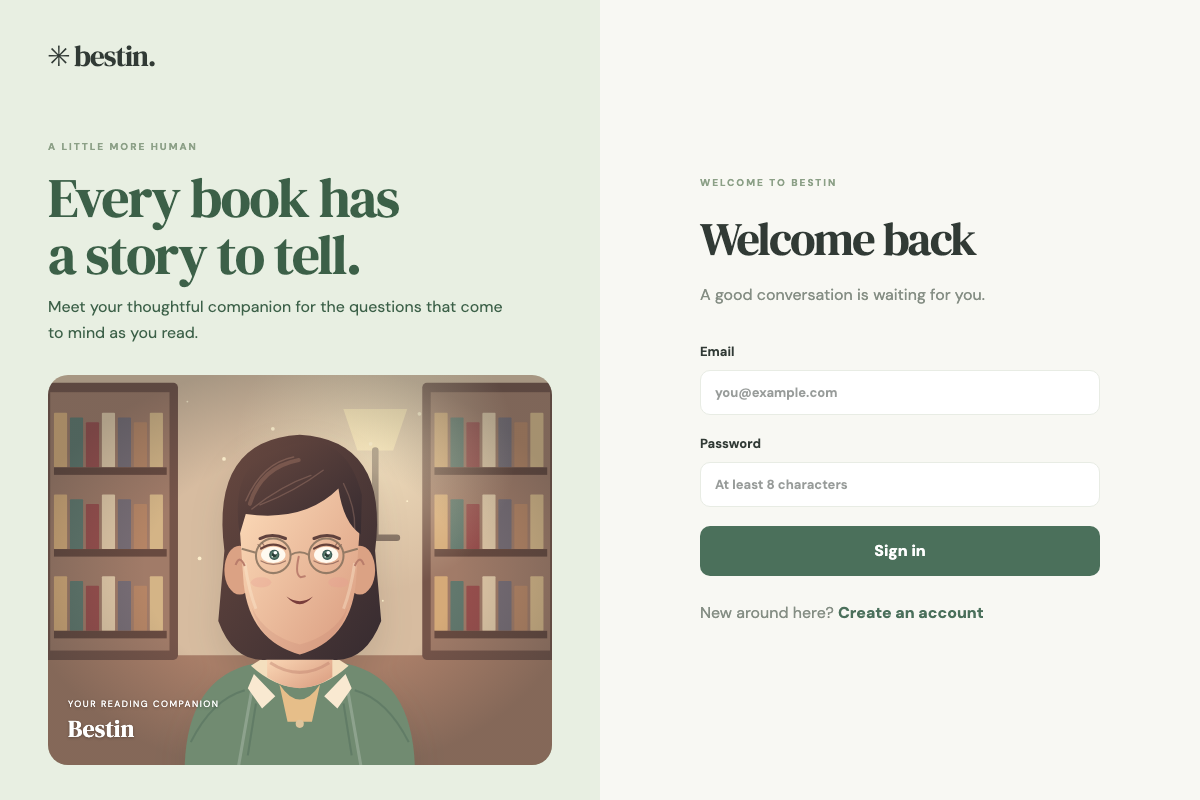 bestin.
A LITTLE MORE HUMAN
Every book has
a story to tell.
Meet your thoughtful companion for the questions that come
to mind as you read.
YOUR READING COMPANION
Bestin
WELCOME TO BESTIN
Welcome back
A good conversation is waiting for you.
Email
you@example.com
Password
At least 8 characters
Sign in
New around here? Create an account